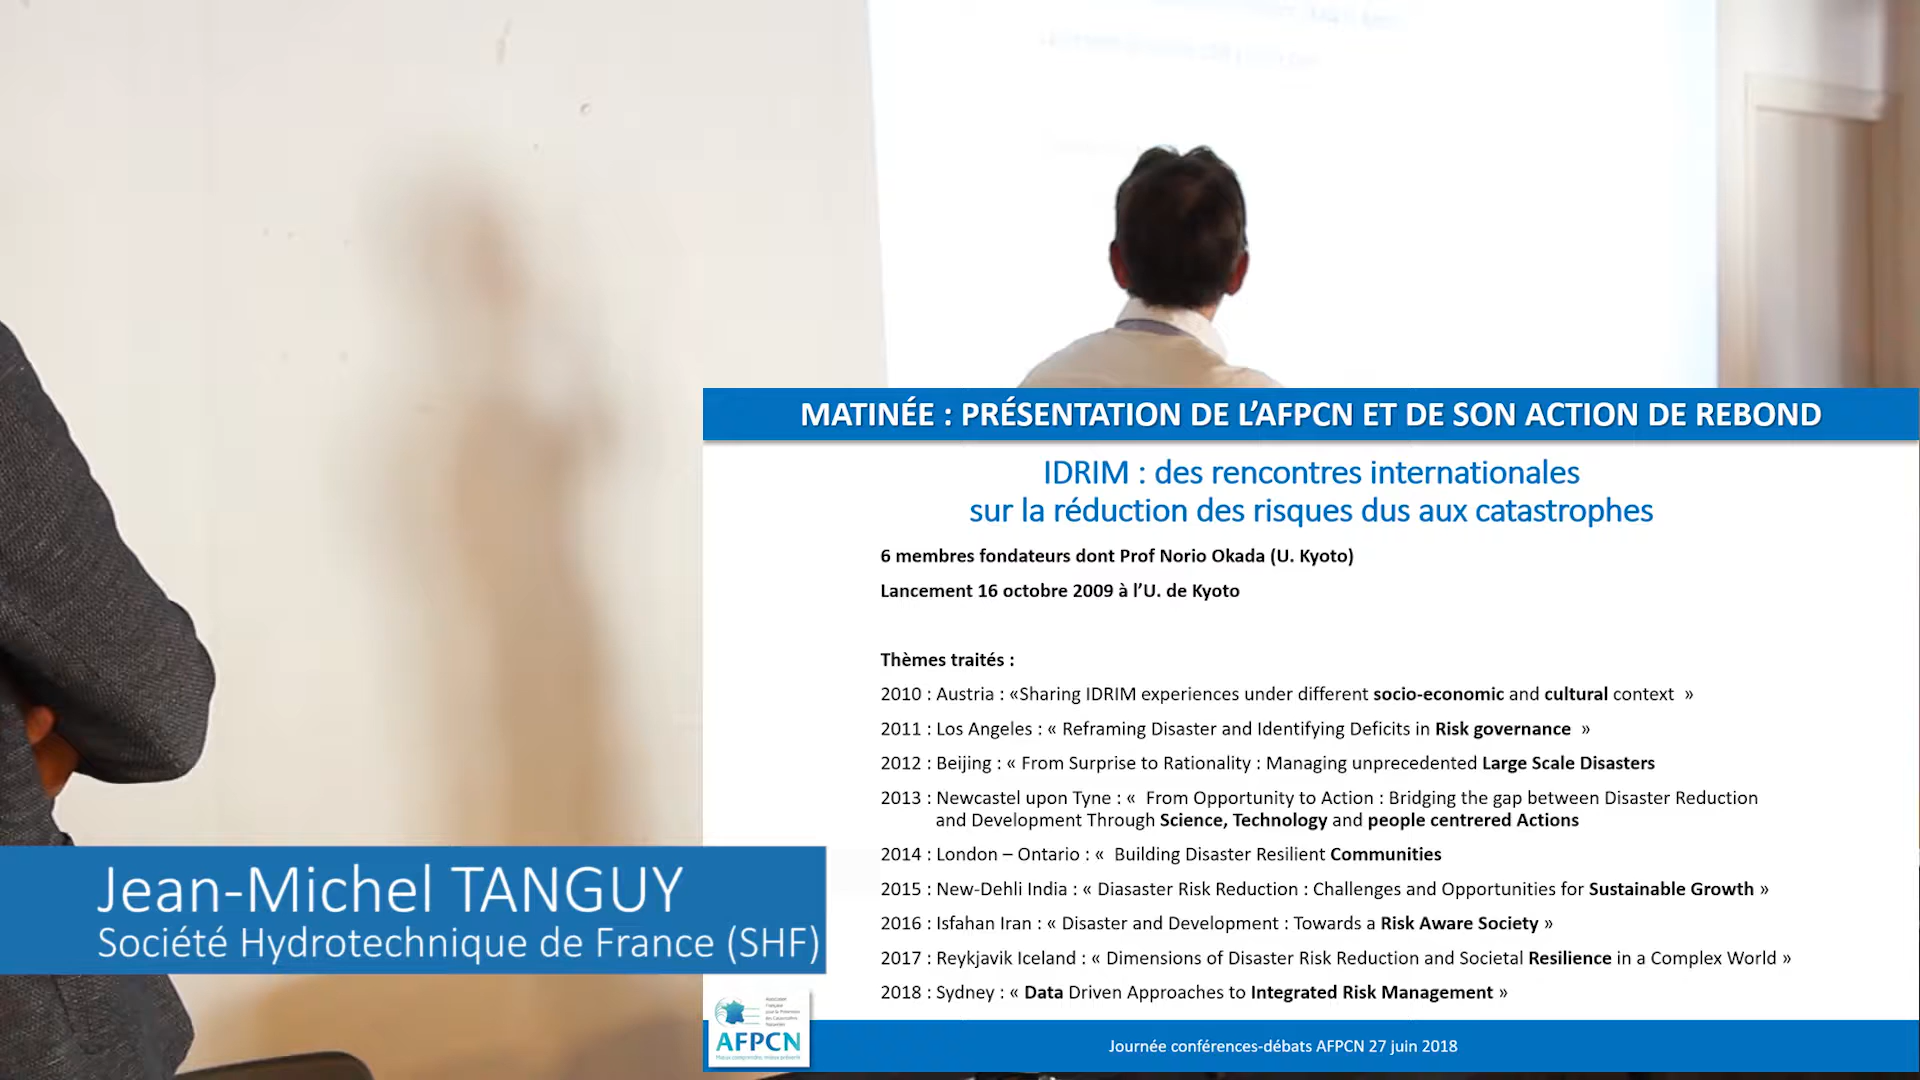 MATINÉE : PRÉSENTATION DE L’AFPCN ET DE SON ACTION DE REBOND
IDRIM : des rencontres internationales
sur la réduction des risques dus aux catastrophes
6 membres fondateurs dont Prof Norio Okada (U. Kyoto)
Lancement 16 octobre 2009 à l’U. de Kyoto
Thèmes traités :
2010 : Austria : «Sharing IDRIM experiences under different socio-economic and cultural context »
2011 : Los Angeles : « Reframing Disaster and Identifying Deficits in Risk governance »
2012 : Beijing : « From Surprise to Rationality : Managing unprecedented Large Scale Disasters
2013 : Newcastel upon Tyne : « From Opportunity to Action : Bridging the gap between Disaster Reduction
and Development Through Science, Technology and people centrered Actions
2014 : London – Ontario : « Building Disaster Resilient Communities
2015 : New-Dehli India : « Diasaster Risk Reduction : Challenges and Opportunities for Sustainable Growth »
2016 : Isfahan Iran : « Disaster and Development : Towards a Risk Aware Society »
2017 : Reykjavik Iceland : « Dimensions of Disaster Risk Reduction and Societal Resilience in a Complex World »
2018 : Sydney : « Data Driven Approaches to Integrated Risk Management »
Jean-Michel TANGUY
Société Hydrotechnique de France (SHF)
AFPCN
Journée conférences-débats AFPCN 27 juin 2018